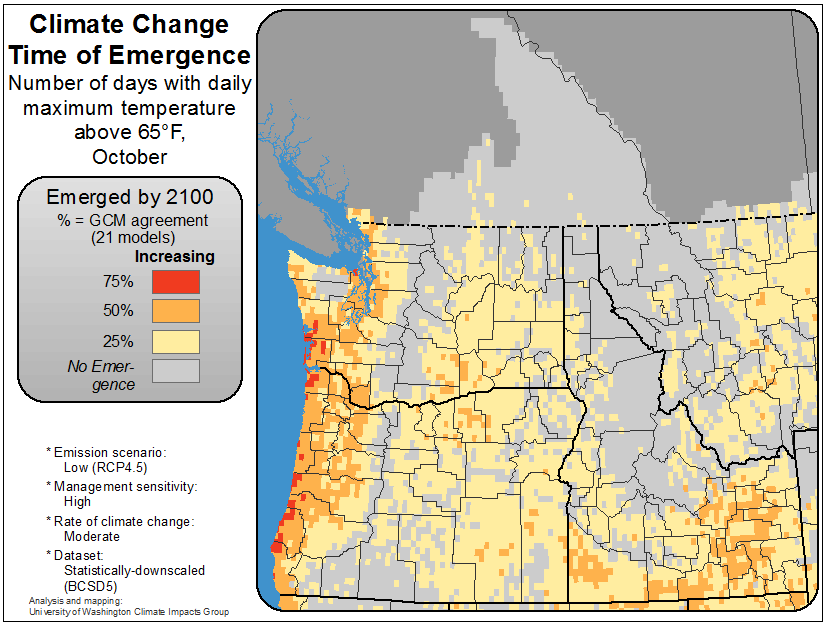 Climate Change
Time of Emergence
Number of days with daily
maximum temperature
above 65°F,
October
Emerged by 2100
% = GCM agreement
(21 models)
Increasing
75%
50%
25%
No Emer-
gence
* Emission scenario:
Low (RCP4.5)
* Management sensitivity:
High
* Rate of climate change:
Moderate
* Dataset:
Statistically-downscaled
(BCSD5)
Analysis and mapping:
University of Washington Climate Impacts Group